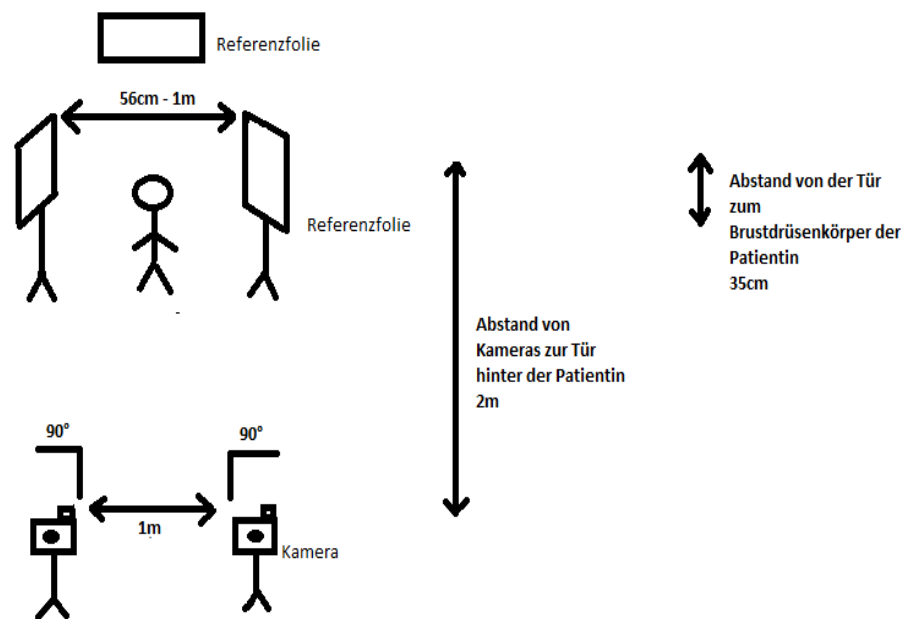 Referenzfolie
56cm - 1m
Referenzfolie
Abstand von der Tür
zum
Brustdrüsenkörper der
Patientin
35cm
Abstand von
Kameras zur Tür
hinter der Patientin
2m
90°
90°
1m
Kamera